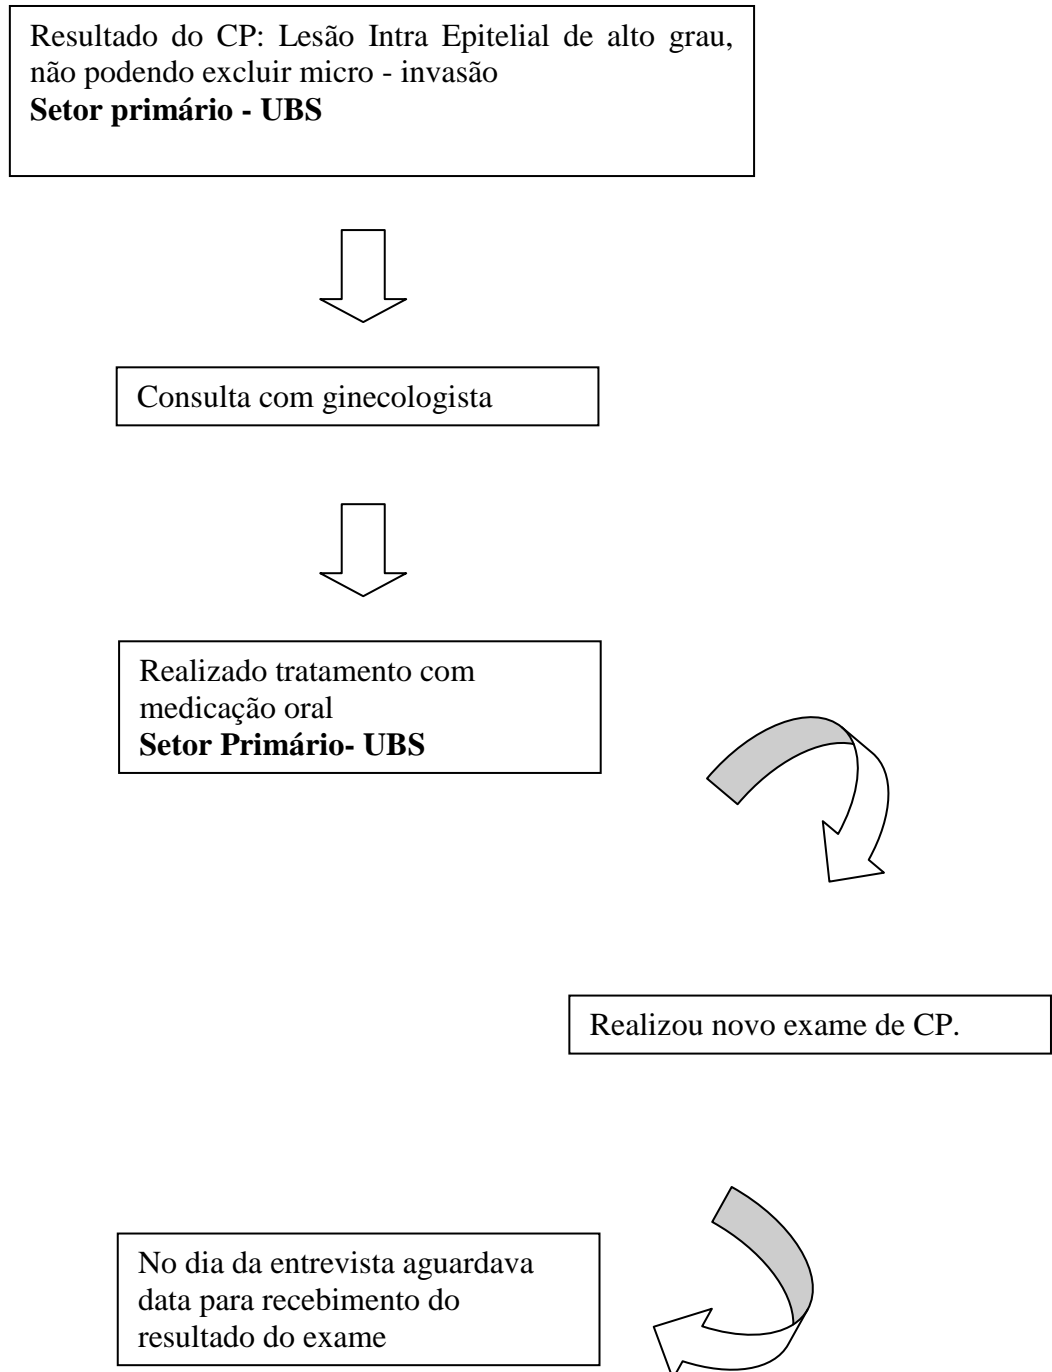 Resultado do CP: Lesão Intra Epitelial de alto grau,
não podendo excluir micro - invasão
Setor primário - UBS
Consulta com ginecologista
Realizado tratamento com
medicação oral
Setor Primário- UBS
Realizou novo exame de CP.
No dia da entrevista aguardava
data para recebimento do
resultado do exame